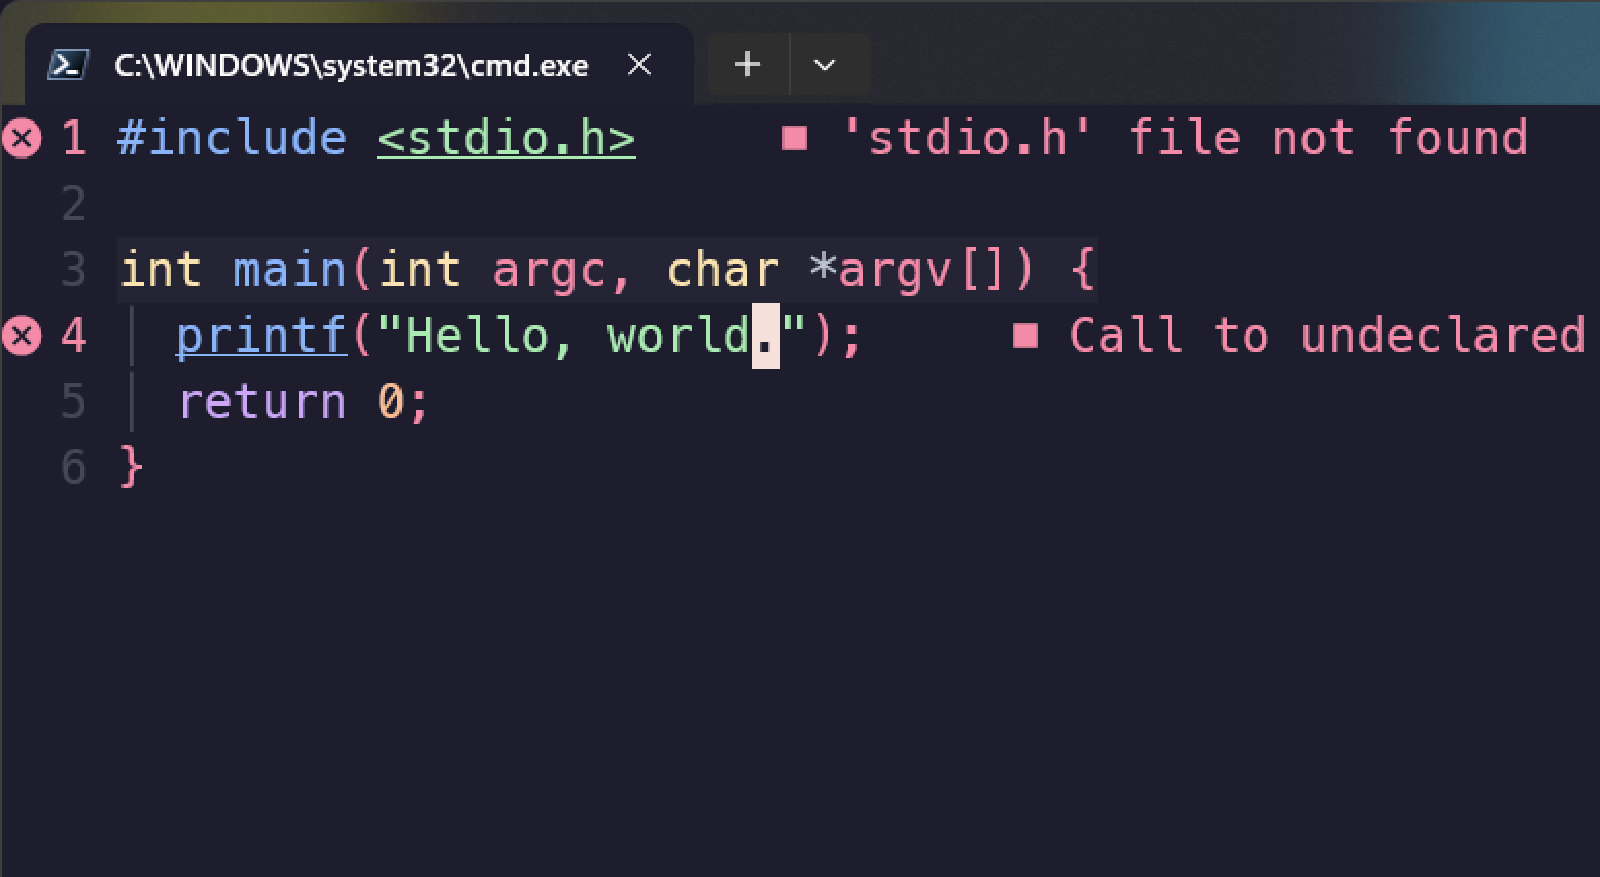 C:\WINDOWS\system32\cmd.exe
1 #include <stdio.h> ■ 'stdio.h' file not found
2
3 int main(int argc, char *argv[]) {
4 printf("Hello, world."); ■ Call to undeclared
5 return 0;
6 }